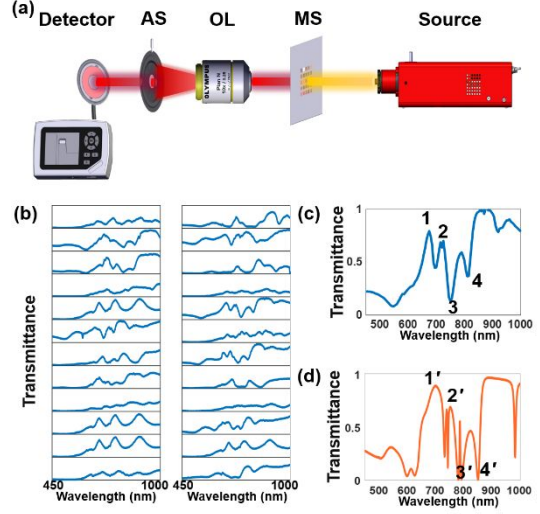 (a)
Detector AS OL MS Source
OLYMPUS
(b)
Transmittance
450 1000 450 1000
Wavelength (nm) Wavelength (nm)
(c)
Transmittance
1
0.5
0
1 2 3 4
500 600 700 800 900 1000
Wavelength (nm)
(d)
Transmittance
1
0.5
0
1′ 2′ 3′ 4′
500 600 700 800 900 1000
Wavelength (nm)